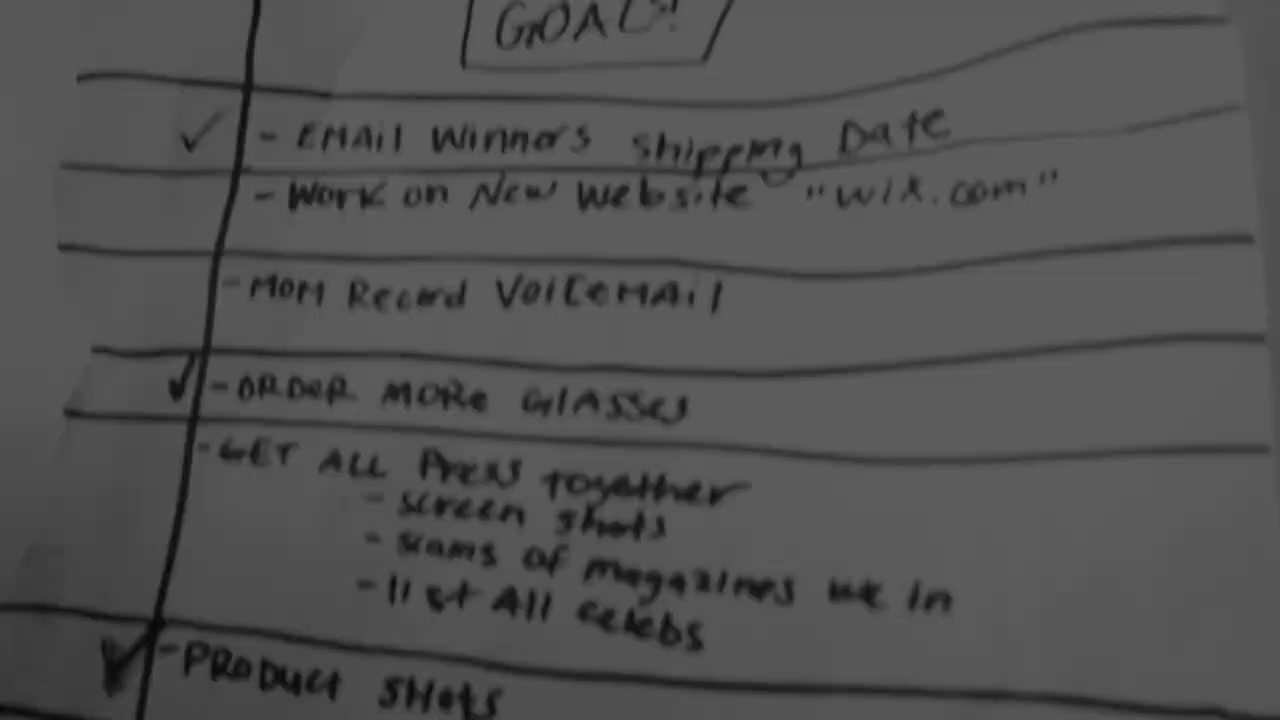 GOALS!
✓ - EMAil Winners Shipping Date
- Work on New Website "wix.com"
- MOM Record VOICEMAil
✓ - ORDER MORE GlASSES
- GET ALL Press together
- screen shots
- scans of magazines we in
- list All celebs
✓ - PRODUCT SHOTS